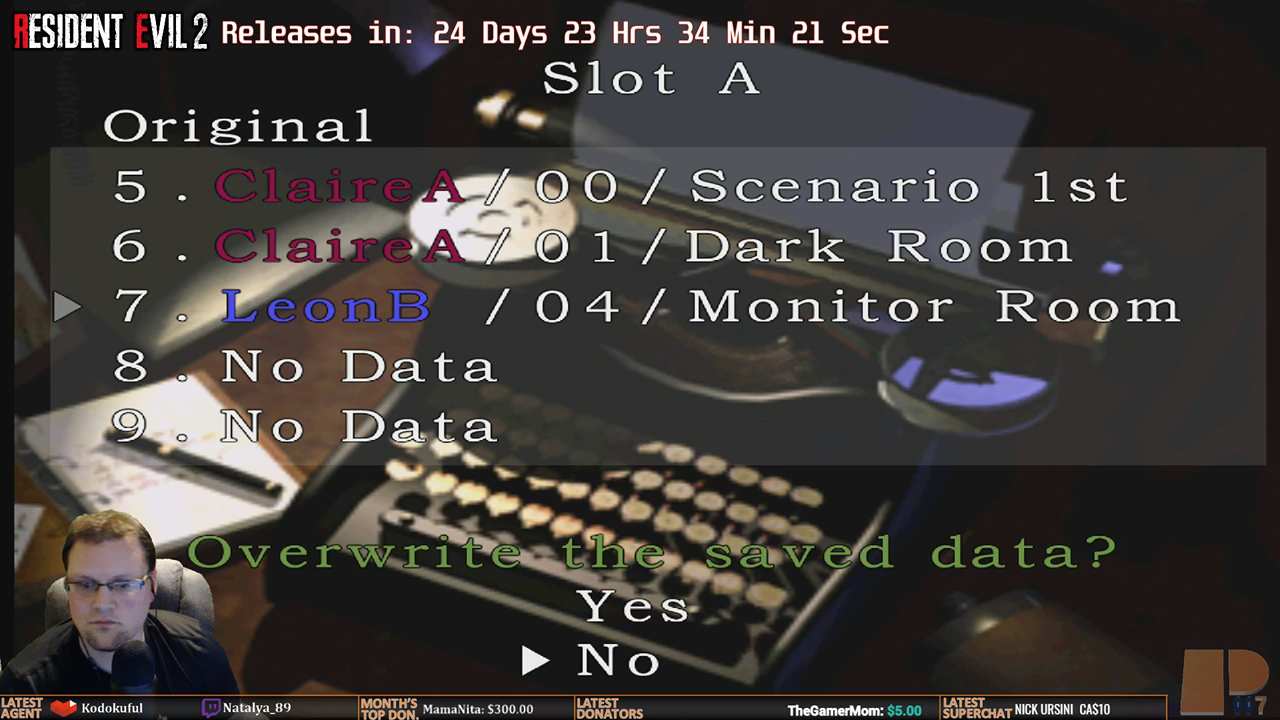 RESIDENT EVIL 2 Releases in: 24 Days 23 Hrs 34 Min 21 Sec
Slot A
Original
5. ClaireA /00/Scenario 1st
6. ClaireA /01/Dark Room
7. LeonB /04/Monitor Room
8. No Data
9. No Data
Overwrite the saved data?
Yes
No
LATEST AGENT Kodokuful Natalya_89 MONTH'S TOP DON. MamaNita: $300.00 LATEST DONATORS TheGamerMom: $5.00 LATEST SUPERCHAT NICK URSINI CA$10